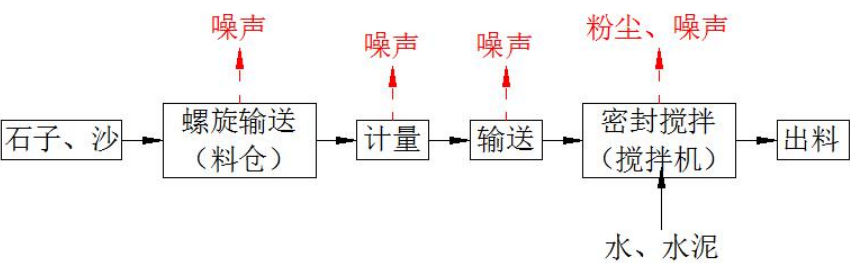 噪声
噪声
噪声
粉尘、噪声
石子、沙
螺旋输送
（料仓）
计量
输送
密封搅拌
（搅拌机）
出料
水、水泥